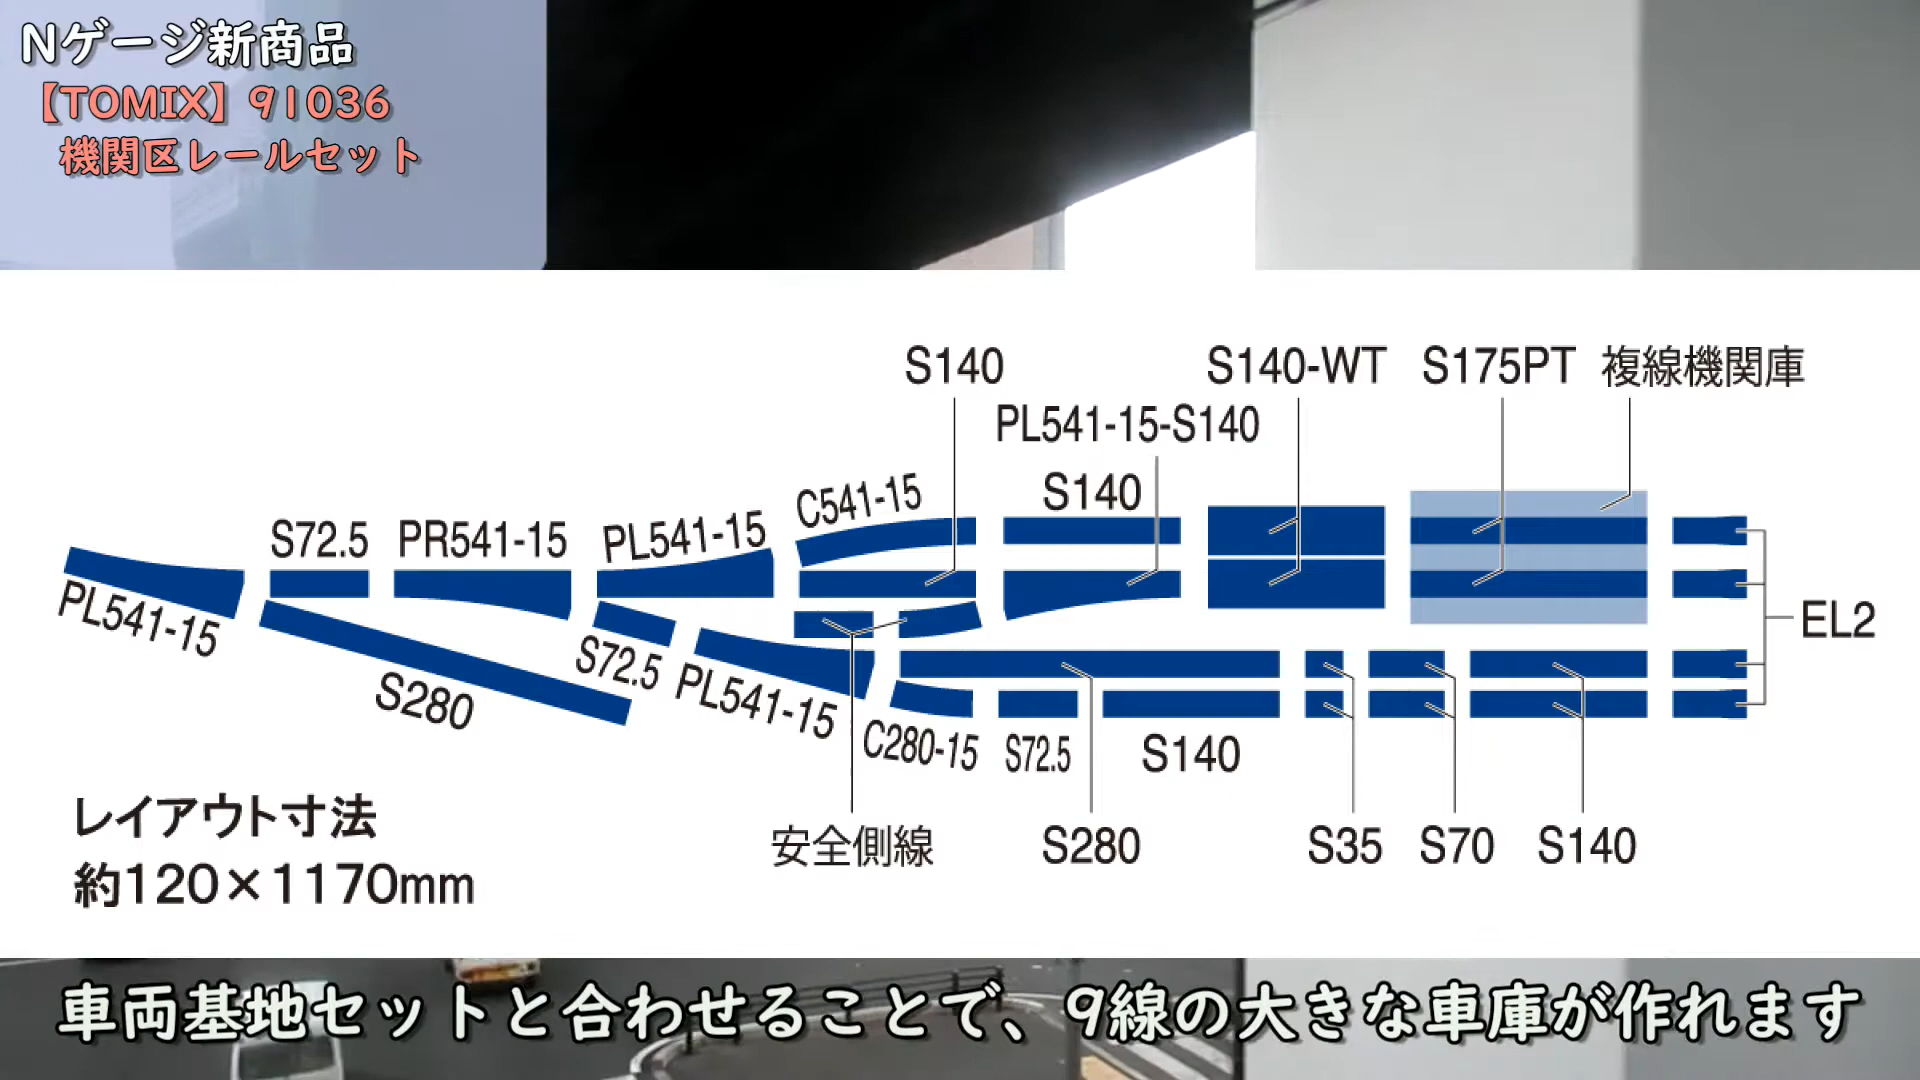 Nゲージ新商品
【TOMIX】91036
機関区レールセット
S140
S140-WT
S175PT
複線機関庫
PL541-15-S140
C541-15
S140
S72.5
PR541-15
PL541-15
PL541-15
S280
S72.5
PL541-15
C280-15
S72.5
S140
EL2
安全側線
S280
S35
S70
S140
レイアウト寸法
約120×1170mm
車両基地セットと合わせることで、9線の大きな車庫が作れます